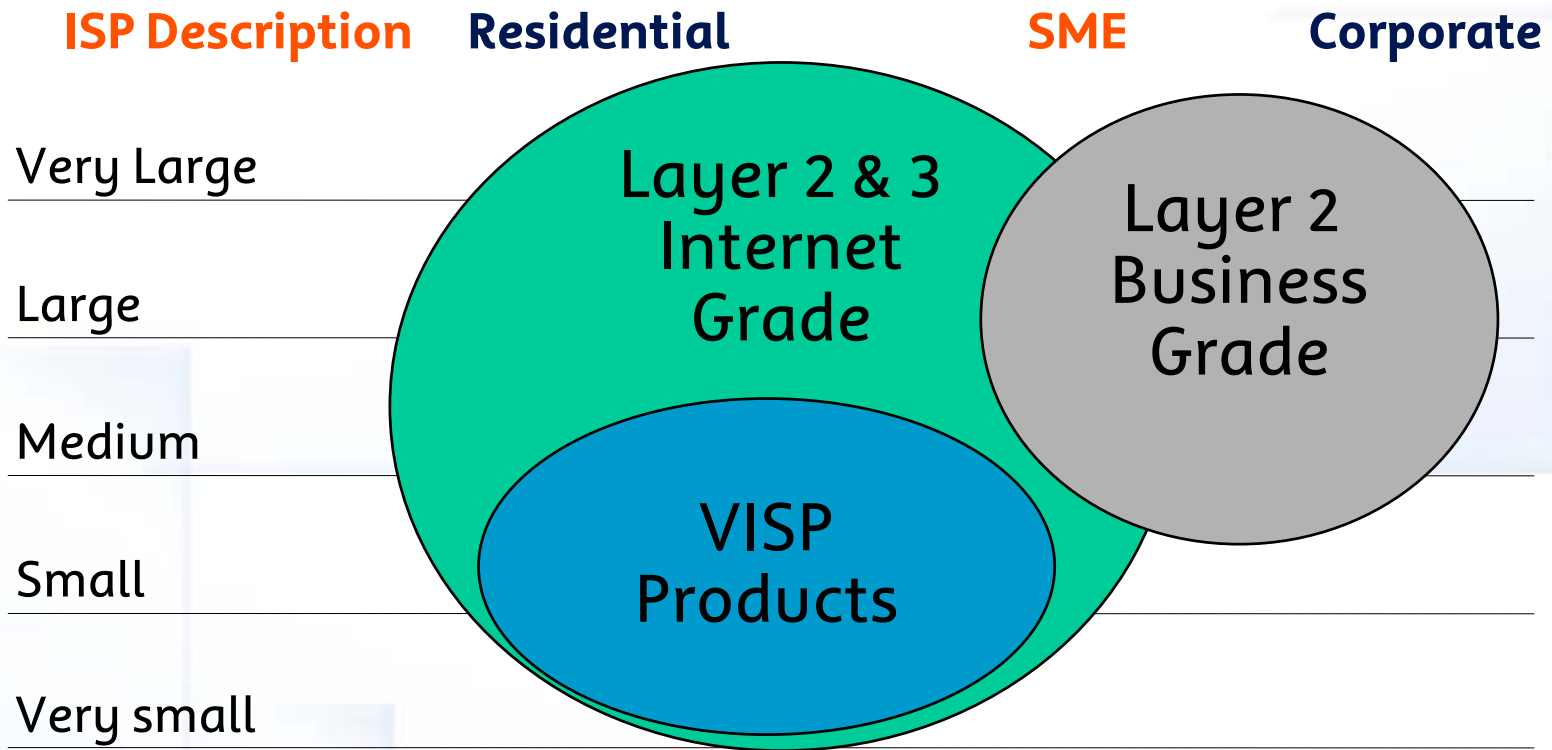 ISP Description Residential SME Corporate
Very Large
Layer 2 & 3
Internet
Grade
Layer 2
Business
Grade
Large
Medium
VISP
Products
Small
Very small